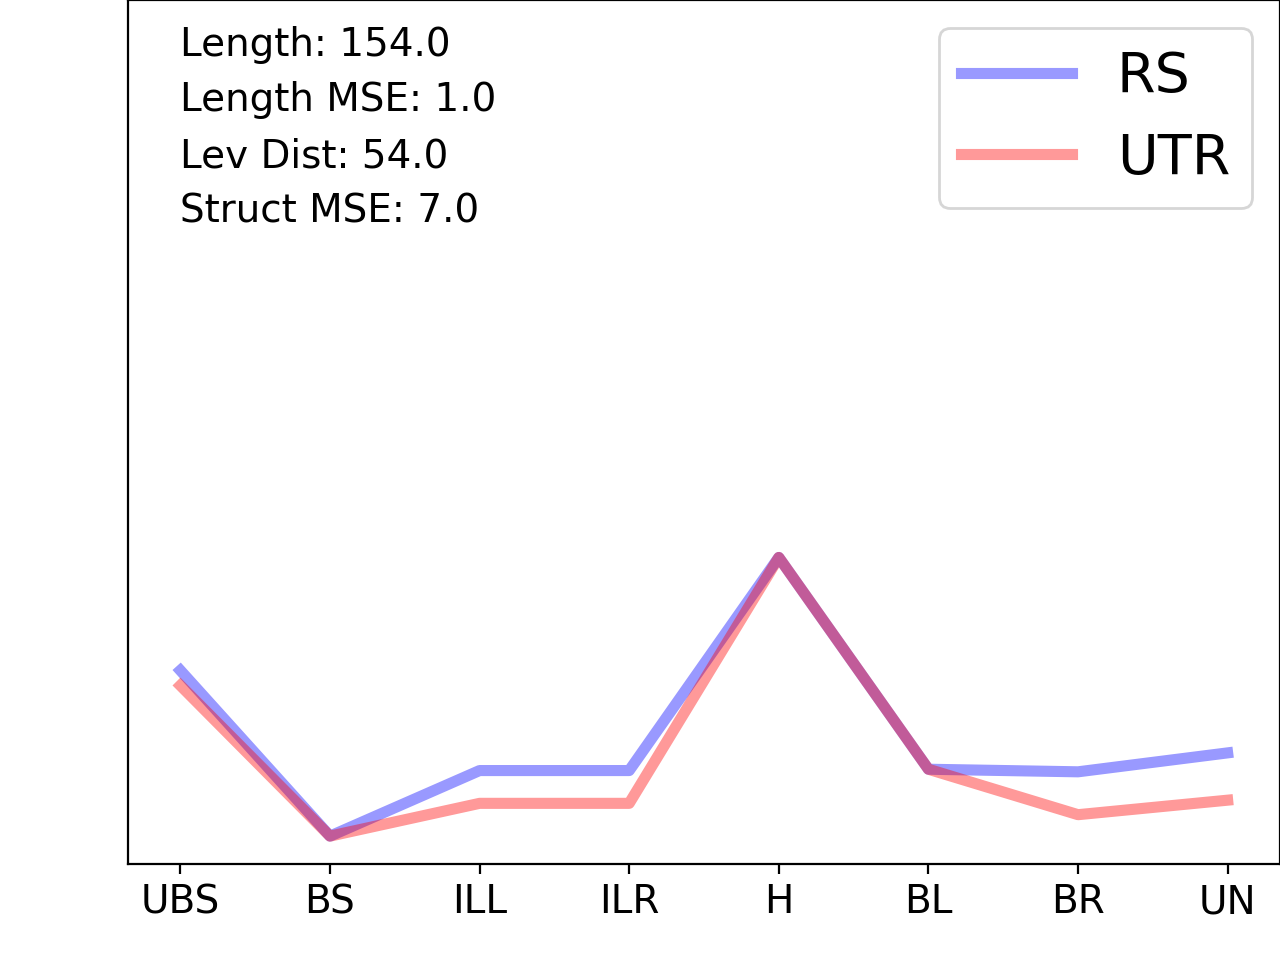 Length: 154.0
Length MSE: 1.0
Lev Dist: 54.0
Struct MSE: 7.0
RS
UTR
UBS BS ILL ILR H BL BR UN